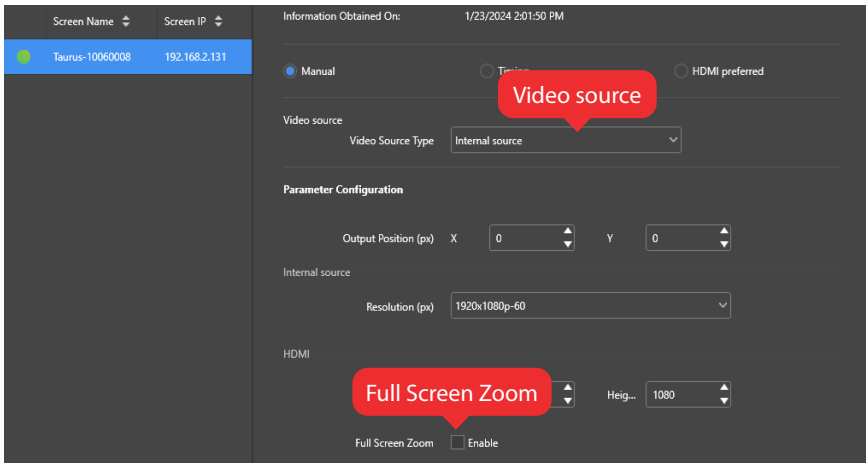 Screen Name Screen IP
Taurus-10060008 192.168.2.131
Information Obtained On: 1/23/2024 2:01:50 PM
Manual HDMI preferred
Video source
Video source
Video Source Type Internal source
Parameter Configuration
Output Position (px) X 0 Y 0
Internal source
Resolution (px) 1920x1080p-60
HDMI
Full Screen Zoom Heig... 1080
Full Screen Zoom Enable